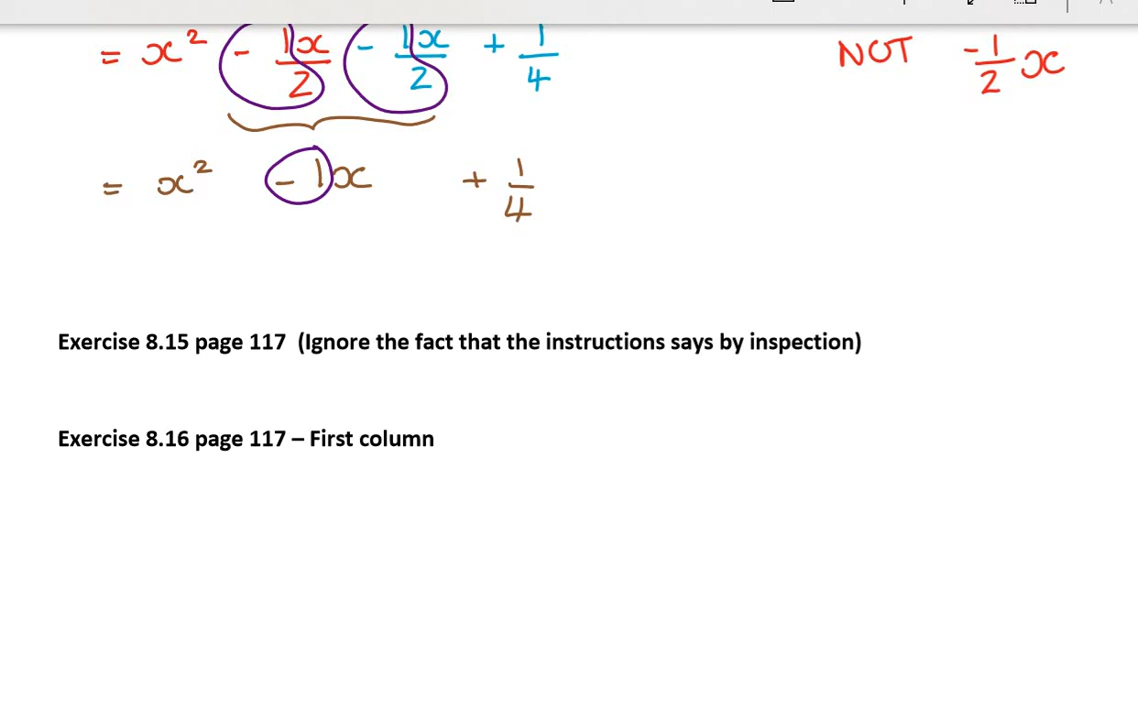 = x² - 1x/2 - 1x/2 + 1/4 NOT -1/2 x
= x² - 1x + 1/4
Exercise 8.15 page 117 (Ignore the fact that the instructions says by inspection)
Exercise 8.16 page 117 – First column